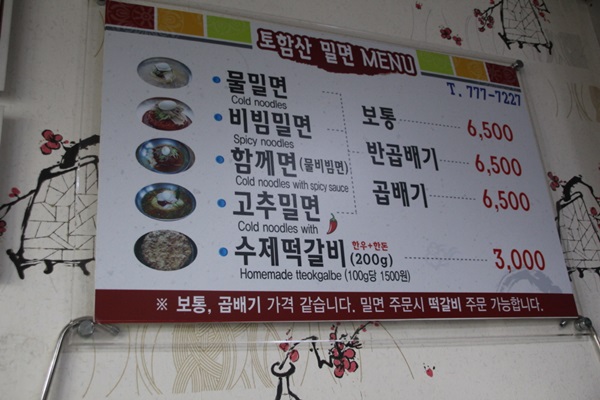 토함산 밀면 MENU
T. 777-7227
물밀면
Cold noodles
비빔밀면
Spicy noodles
함께면(물비빔면)
Cold noodles with spicy sauce
고추밀면
Cold noodles with
보통 6,500
반곱배기 6,500
곱배기 6,500
수제떡갈비 한우+한돈 (200g) 3,000
Homemade tteokgalbe (100g당 1500원)
※ 보통, 곱배기 가격 같습니다. 밀면 주문시 떡갈비 주문 가능합니다.